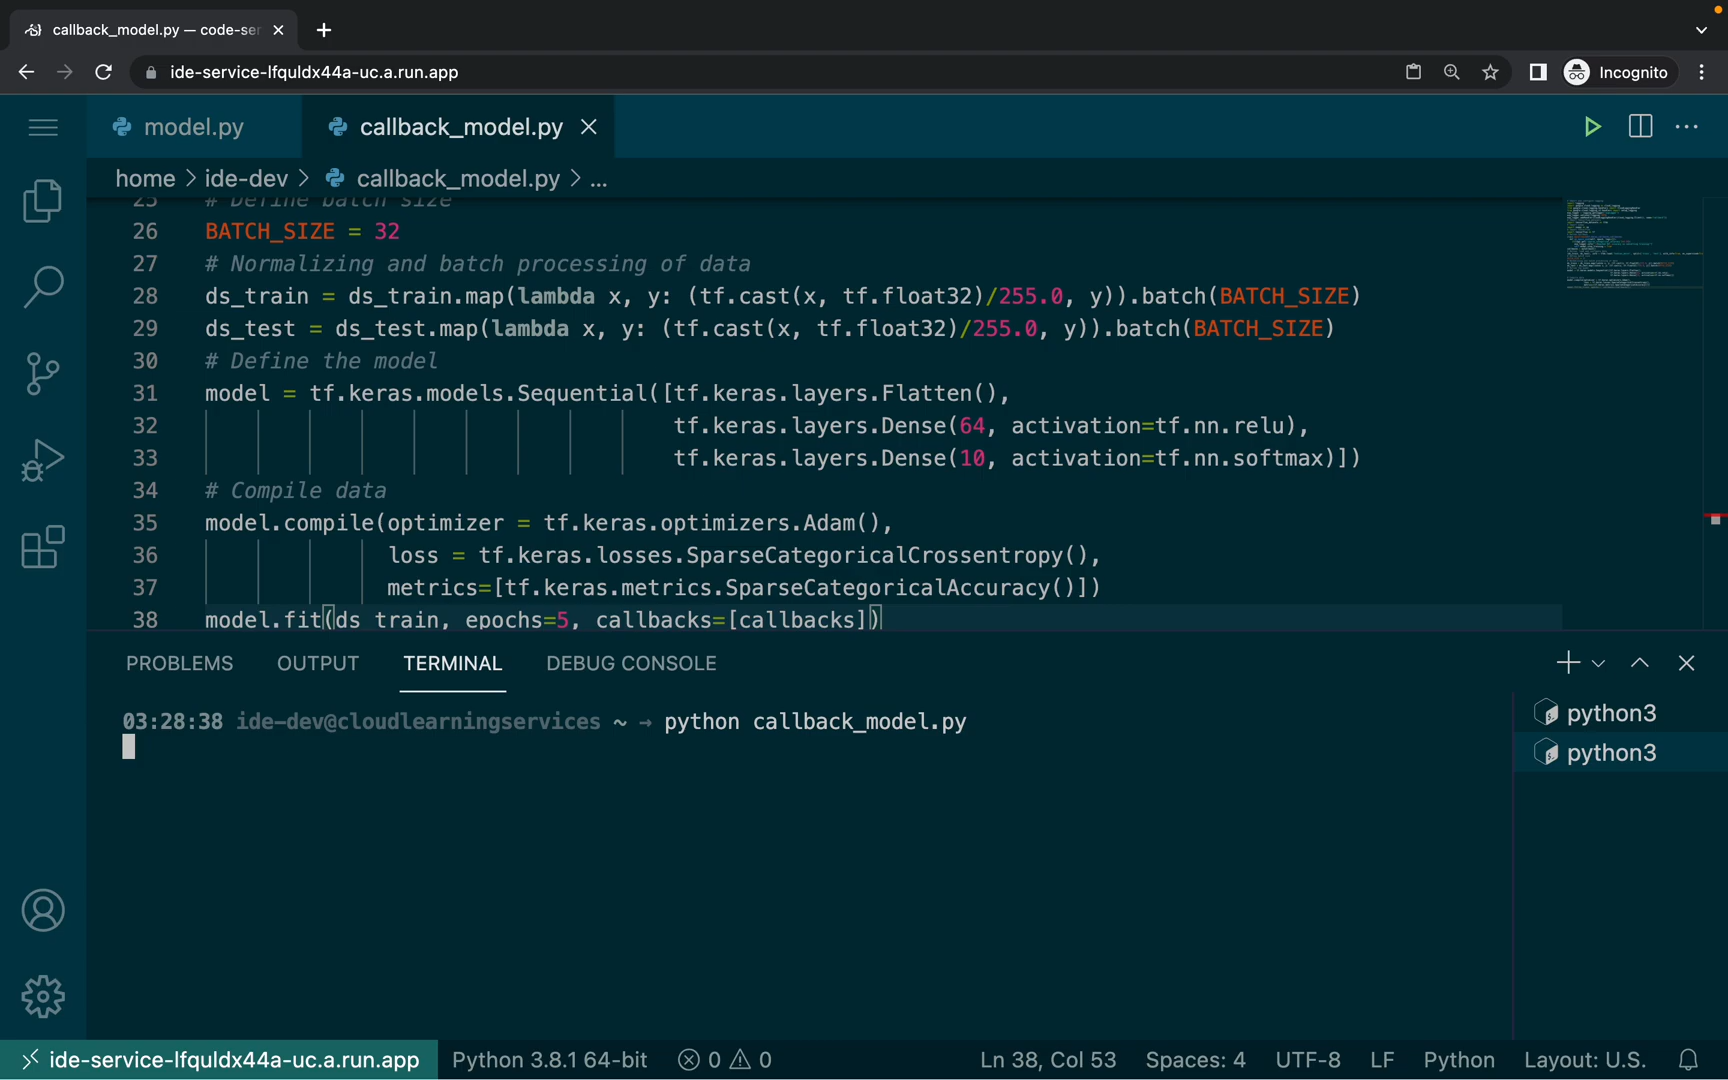 callback_model.py — code-ser
ide-service-lfquldx44a-uc.a.run.app
Incognito
model.py
callback_model.py
home > ide-dev > callback_model.py > ...
25 # Define batch size
26 BATCH_SIZE = 32
27 # Normalizing and batch processing of data
28 ds_train = ds_train.map(lambda x, y: (tf.cast(x, tf.float32)/255.0, y)).batch(BATCH_SIZE)
29 ds_test = ds_test.map(lambda x, y: (tf.cast(x, tf.float32)/255.0, y)).batch(BATCH_SIZE)
30 # Define the model
31 model = tf.keras.models.Sequential([tf.keras.layers.Flatten(),
32 tf.keras.layers.Dense(64, activation=tf.nn.relu),
33 tf.keras.layers.Dense(10, activation=tf.nn.softmax)])
34 # Compile data
35 model.compile(optimizer = tf.keras.optimizers.Adam(),
36 loss = tf.keras.losses.SparseCategoricalCrossentropy(),
37 metrics=[tf.keras.metrics.SparseCategoricalAccuracy()])
38 model.fit(ds_train, epochs=5, callbacks=[callbacks])
PROBLEMS OUTPUT TERMINAL DEBUG CONSOLE
03:28:38 ide-dev@cloudlearningservices ~ → python callback_model.py
python3
python3
ide-service-lfquldx44a-uc.a.run.app Python 3.8.1 64-bit 0 0 Ln 38, Col 53 Spaces: 4 UTF-8 LF Python Layout: U.S.